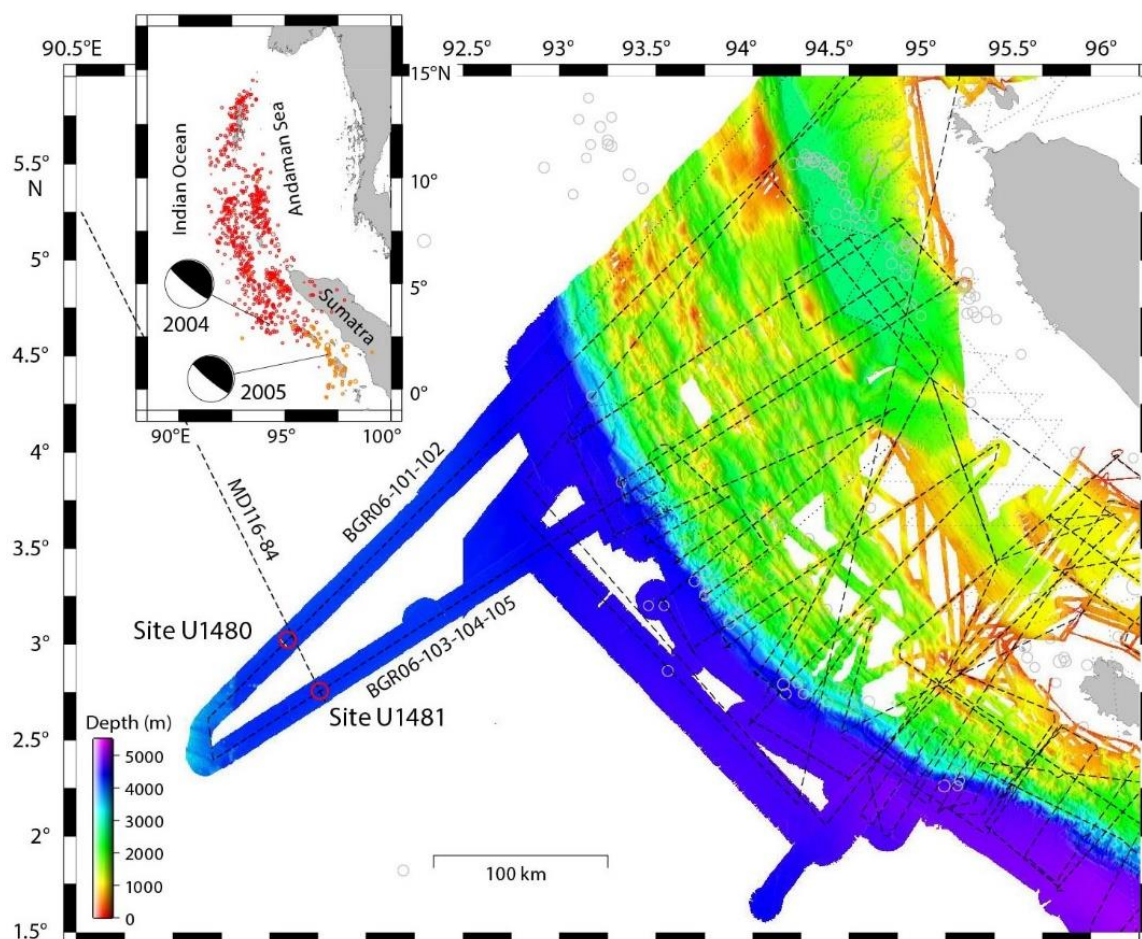 90.5°E
92.5°
93°
93.5°
94°
94.5°
95°
95.5°
96°
15°N
10°
5°
0°
90°E
95°
100°
Indian Ocean
Andaman Sea
Sumatra
2004
2005
5.5°
N
5°
4.5°
4°
3.5°
3°
2.5°
2°
1.5°
MD116-84
BGR06-101-102
BGR06-103-104-105
Site U1480
Site U1481
Depth (m)
5000
4000
3000
2000
1000
0
100 km